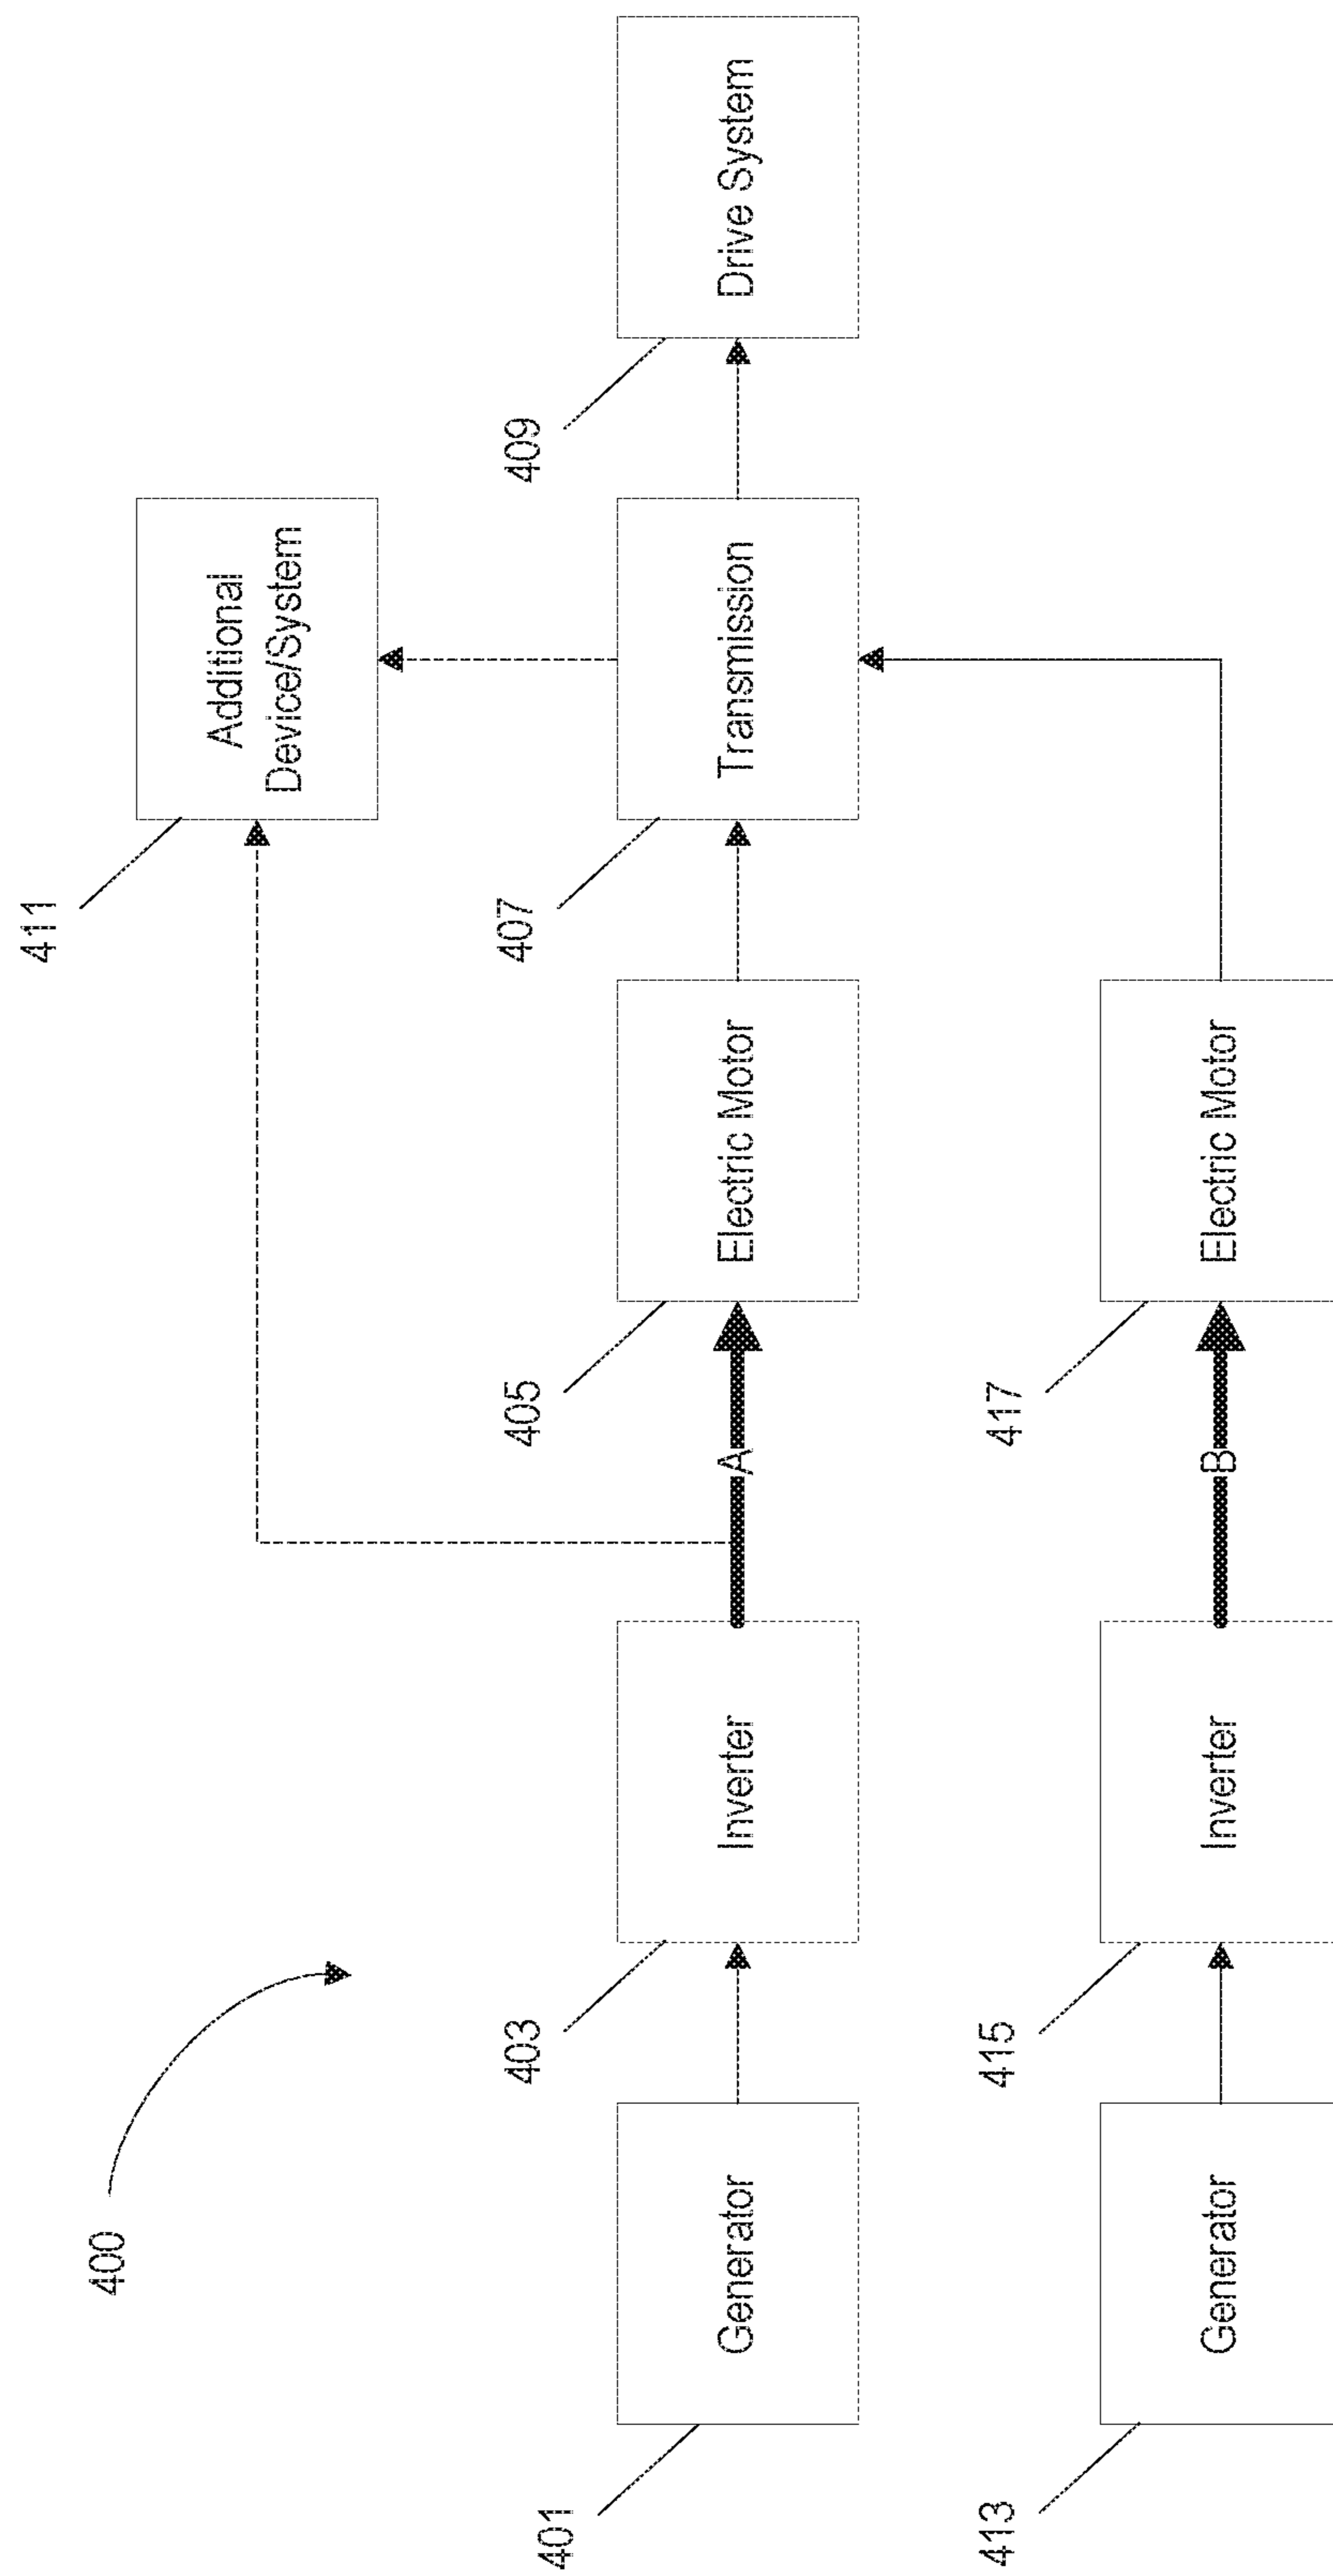 400
411
Additional
Device/System
401
Generator
403
Inverter
A
405
Electric Motor
407
Transmission
409
Drive System
413
Generator
415
Inverter
B
417
Electric Motor